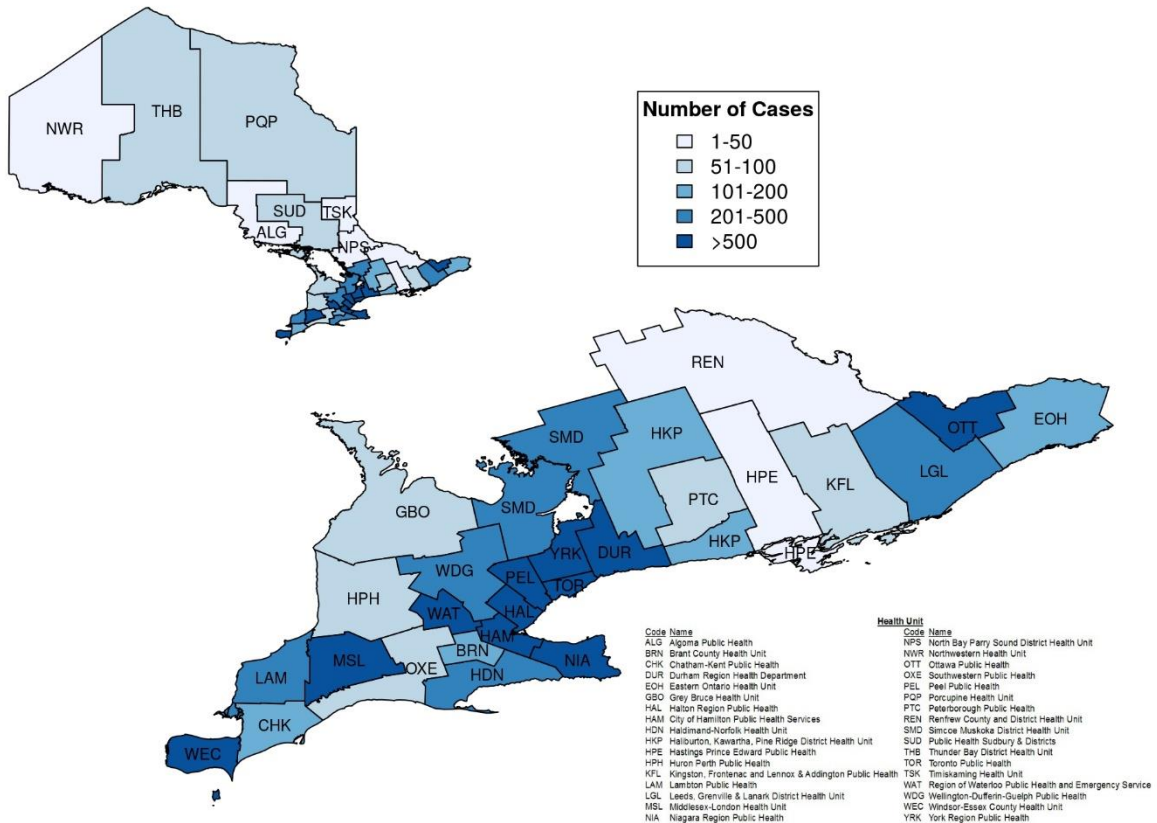 NWR
THB
PQP
SUD
TSK
ALG
NPS
Number of Cases
1-50
51-100
101-200
201-500
>500
REN
SMD
HKP
OTT
EOH
HPE
KFL
LGL
PTC
GBO
SMD
YRK
DUR
HKP
HPE
WDG
PEL
TOR
HPH
WAT
HAL
HAM
MSL
OXE
BRN
NIA
LAM
HDN
CHK
WEC
Health Unit
Code Name
ALG Algoma Public Health
BRN Brant County Health Unit
CHK Chatham-Kent Public Health
DUR Durham Region Health Department
EOH Eastern Ontario Health Unit
GBO Grey Bruce Health Unit
HAL Halton Region Public Health
HAM City of Hamilton Public Health Services
HDN Haldimand-Norfolk Health Unit
HKP Haliburton, Kawartha, Pine Ridge District Health Unit
HPE Hastings Prince Edward Public Health
HPH Huron Perth Public Health
KFL Kingston, Frontenac and Lennox & Addington Public Health
LAM Lambton Public Health
LGL Leeds, Grenville & Lanark District Health Unit
MSL Middlesex-London Health Unit
NIA Niagara Region Public Health
Code Name
NPS North Bay Parry Sound District Health Unit
NWR Northwestern Health Unit
OTT Ottawa Public Health
OXE Southwestern Public Health
PEL Peel Public Health
PQP Porcupine Health Unit
PTC Peterborough Public Health
REN Renfrew County and District Health Unit
SMD Simcoe Muskoka District Health Unit
SUD Public Health Sudbury & Districts
THB Thunder Bay District Health Unit
TOR Toronto Public Health
TSK Timiskaming Health Unit
WAT Region of Waterloo Public Health and Emergency Service
WDG Wellington-Dufferin-Guelph Public Health
WEC Windsor-Essex County Health Unit
YRK York Region Public Health